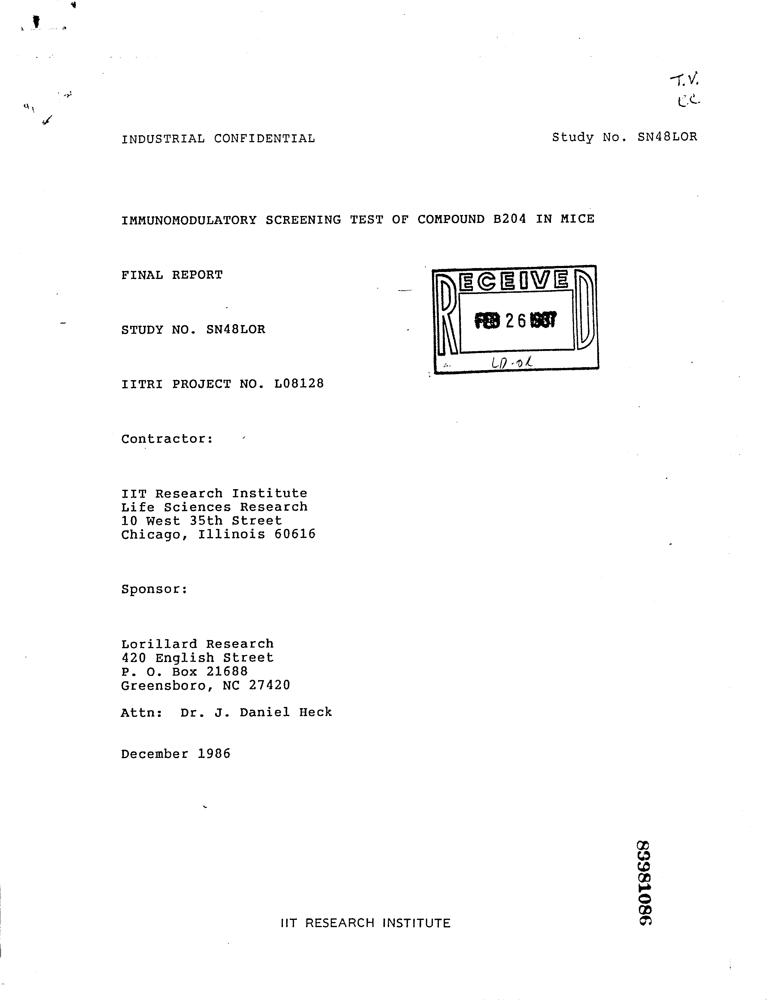 T.V.
C.C.
INDUSTRIAL CONFIDENTIAL Study No. SN48LOR
IMMUNOMODULATORY SCREENING TEST OF COMPOUND B204 IN MICE
FINAL REPORT
RECEIVED
FEB 26 1987
STUDY NO. SN48LOR
IITRI PROJECT NO. L08128
Contractor:
IIT Research Institute
Life Sciences Research
10 West 35th Street
Chicago, Illinois 60616
Sponsor:
Lorillard Research
420 English Street
P. O. Box 21688
Greensboro, NC 27420
Attn: Dr. J. Daniel Heck
December 1986
89981086
IIT RESEARCH INSTITUTE